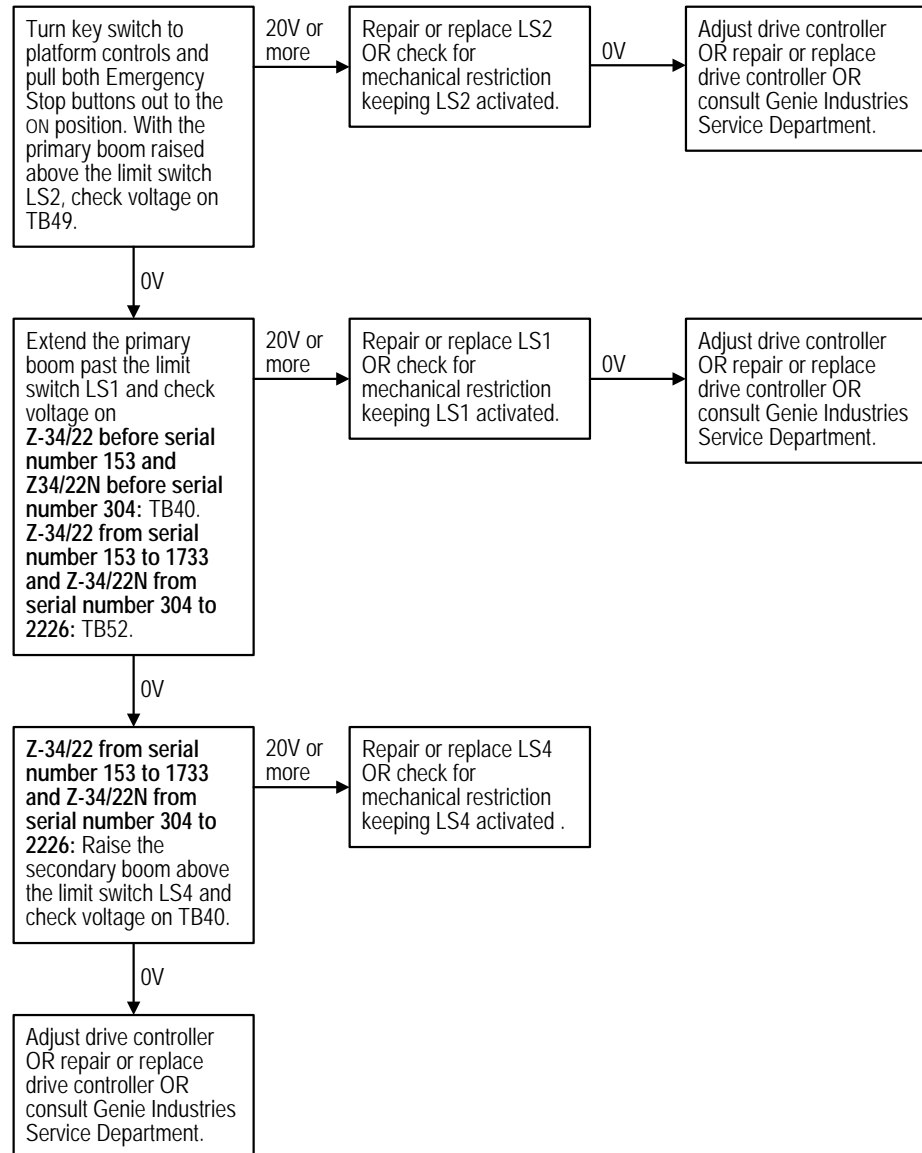 Turn key switch to
platform controls and
pull both Emergency
Stop buttons out to the
ON position. With the
primary boom raised
above the limit switch
LS2, check voltage on
TB49.
20V or
more
Repair or replace LS2
OR check for
mechanical restriction
keeping LS2 activated.
0V
Adjust drive controller
OR repair or replace
drive controller OR
consult Genie Industries
Service Department.
0V
Extend the primary
boom past the limit
switch LS1 and check
voltage on
Z-34/22 before serial
number 153 and
Z34/22N before serial
number 304: TB40.
Z-34/22 from serial
number 153 to 1733
and Z-34/22N from
serial number 304 to
2226: TB52.
20V or
more
Repair or replace LS1
OR check for
mechanical restriction
keeping LS1 activated.
0V
Adjust drive controller
OR repair or replace
drive controller OR
consult Genie Industries
Service Department.
0V
Z-34/22 from serial
number 153 to 1733
and Z-34/22N from
serial number 304 to
2226: Raise the
secondary boom above
the limit switch LS4 and
check voltage on TB40.
20V or
more
Repair or replace LS4
OR check for
mechanical restriction
keeping LS4 activated .
0V
Adjust drive controller
OR repair or replace
drive controller OR
consult Genie Industries
Service Department.